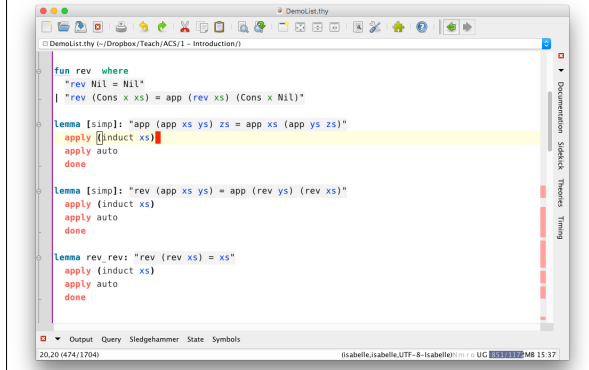 DemoList.thy
DemoList.thy (~/Dropbox/Teach/ACS/1 – Introduction/)
fun rev where
"rev Nil = Nil"
| "rev (Cons x xs) = app (rev xs) (Cons x Nil)"
lemma [simp]: "app (app xs ys) zs = app xs (app ys zs)"
apply (induct xs)
apply auto
done
lemma [simp]: "rev (app xs ys) = app (rev ys) (rev xs)"
apply (induct xs)
apply auto
done
lemma rev_rev: "rev (rev xs) = xs"
apply (induct xs)
apply auto
done
Documentation
Sidekick
Theories
Timing
Output Query Sledgehammer State Symbols
20,20 (474/1704)
(isabelle,isabelle,UTF-8-Isabelle) N m r o UG MB 15:37